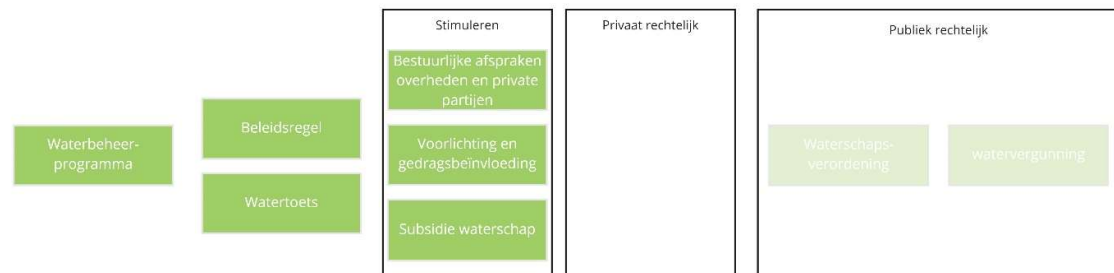 Stimuleren
Privaat rechtelijk
Publiek rechtelijk
Bestuurlijke afspraken
overheden en private
partijen
Beleidsregel
Waterbeheer-
programma
Voorlichting en
gedragsbeïnvloeding
Waterschaps-
verordening
watervergunning
Watertoets
Subsidie waterschap